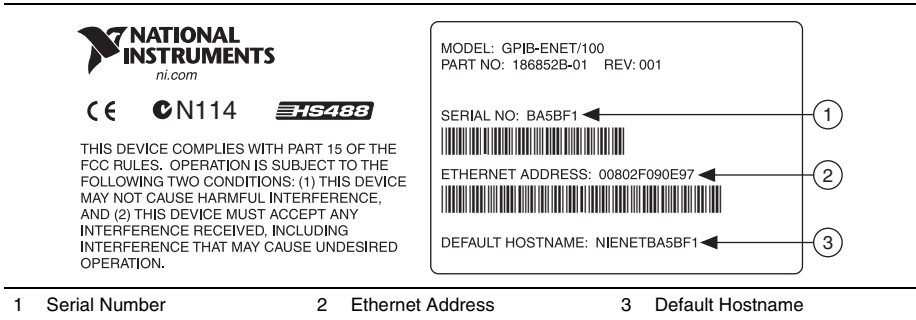 NATIONAL
INSTRUMENTS
ni.com
CE N114 HS488
THIS DEVICE COMPLIES WITH PART 15 OF THE
FCC RULES. OPERATION IS SUBJECT TO THE
FOLLOWING TWO CONDITIONS: (1) THIS DEVICE
MAY NOT CAUSE HARMFUL INTERFERENCE,
AND (2) THIS DEVICE MUST ACCEPT ANY
INTERFERENCE RECEIVED, INCLUDING
INTERFERENCE THAT MAY CAUSE UNDESIRED
OPERATION.
MODEL: GPIB-ENET/100
PART NO: 186852B-01 REV: 001
SERIAL NO: BA5BF1
1
ETHERNET ADDRESS: 00802F090E97
2
DEFAULT HOSTNAME: NIENETBA5BF1
3
1 Serial Number 2 Ethernet Address 3 Default Hostname